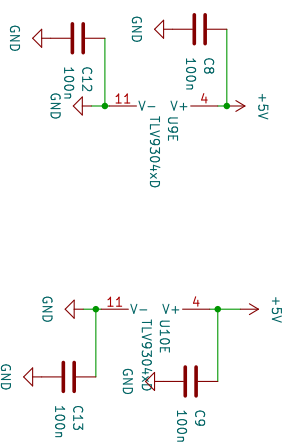 GND
GND
C8
100n
C12
100n
GND
11
V-
V+
4
+5V
U9E
TLV9304xD
GND
11
V-
V+
4
+5V
U10E
TLV9304xD
GND
GND
C13
100n
C9
100n